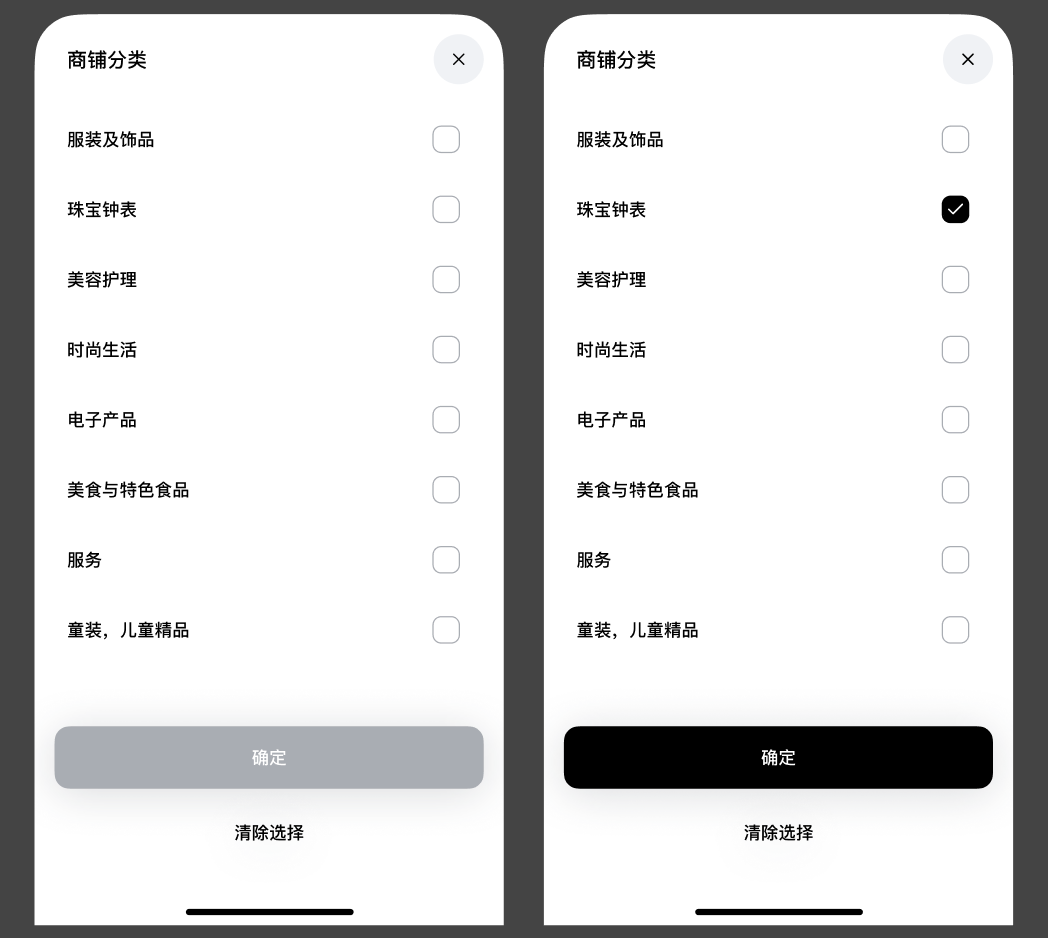 商铺分类
服装及饰品
珠宝钟表
美容护理
时尚生活
电子产品
美食与特色食品
服务
童装，儿童精品
确定
清除选择
商铺分类
服装及饰品
珠宝钟表
美容护理
时尚生活
电子产品
美食与特色食品
服务
童装，儿童精品
确定
清除选择